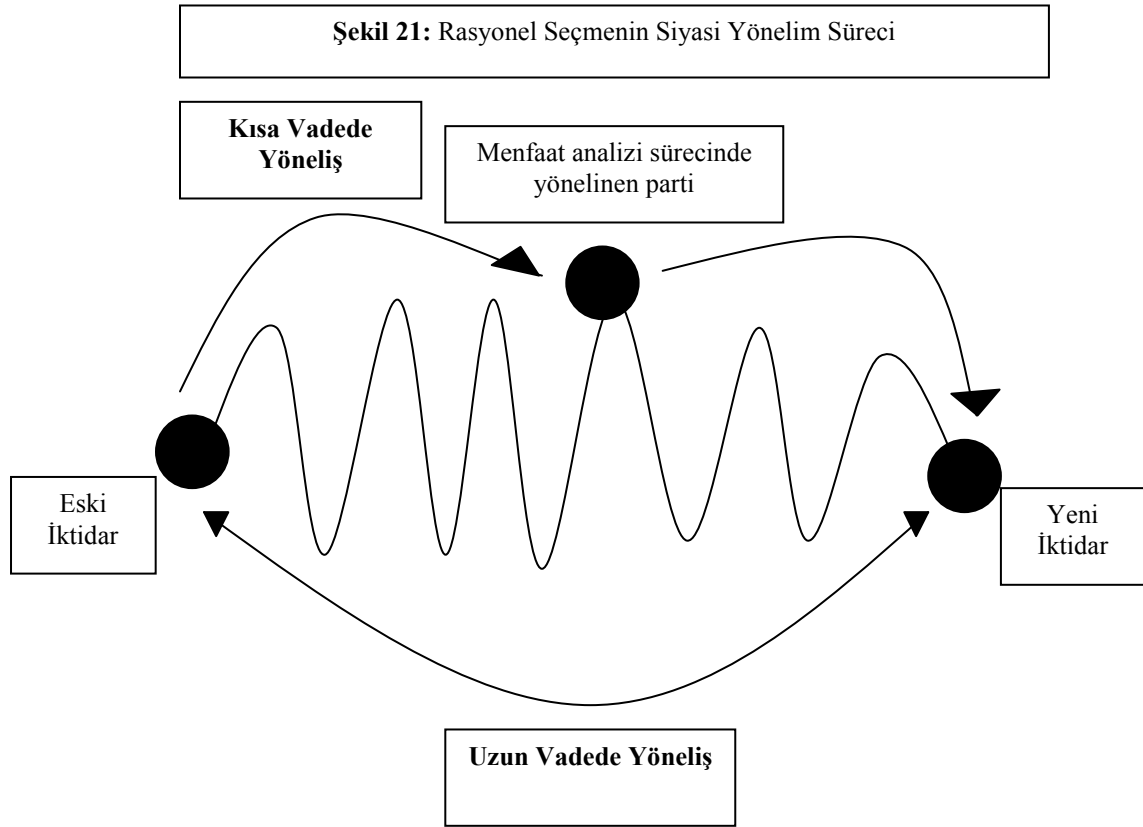 Şekil 21: Rasyonel Seçmenin Siyasi Yönelim Süreci
Kısa Vadede
Yöneliş
Menfaat analizi sürecinde
yönelinen parti
Eski
İktidar
Yeni
İktidar
Uzun Vadede Yöneliş